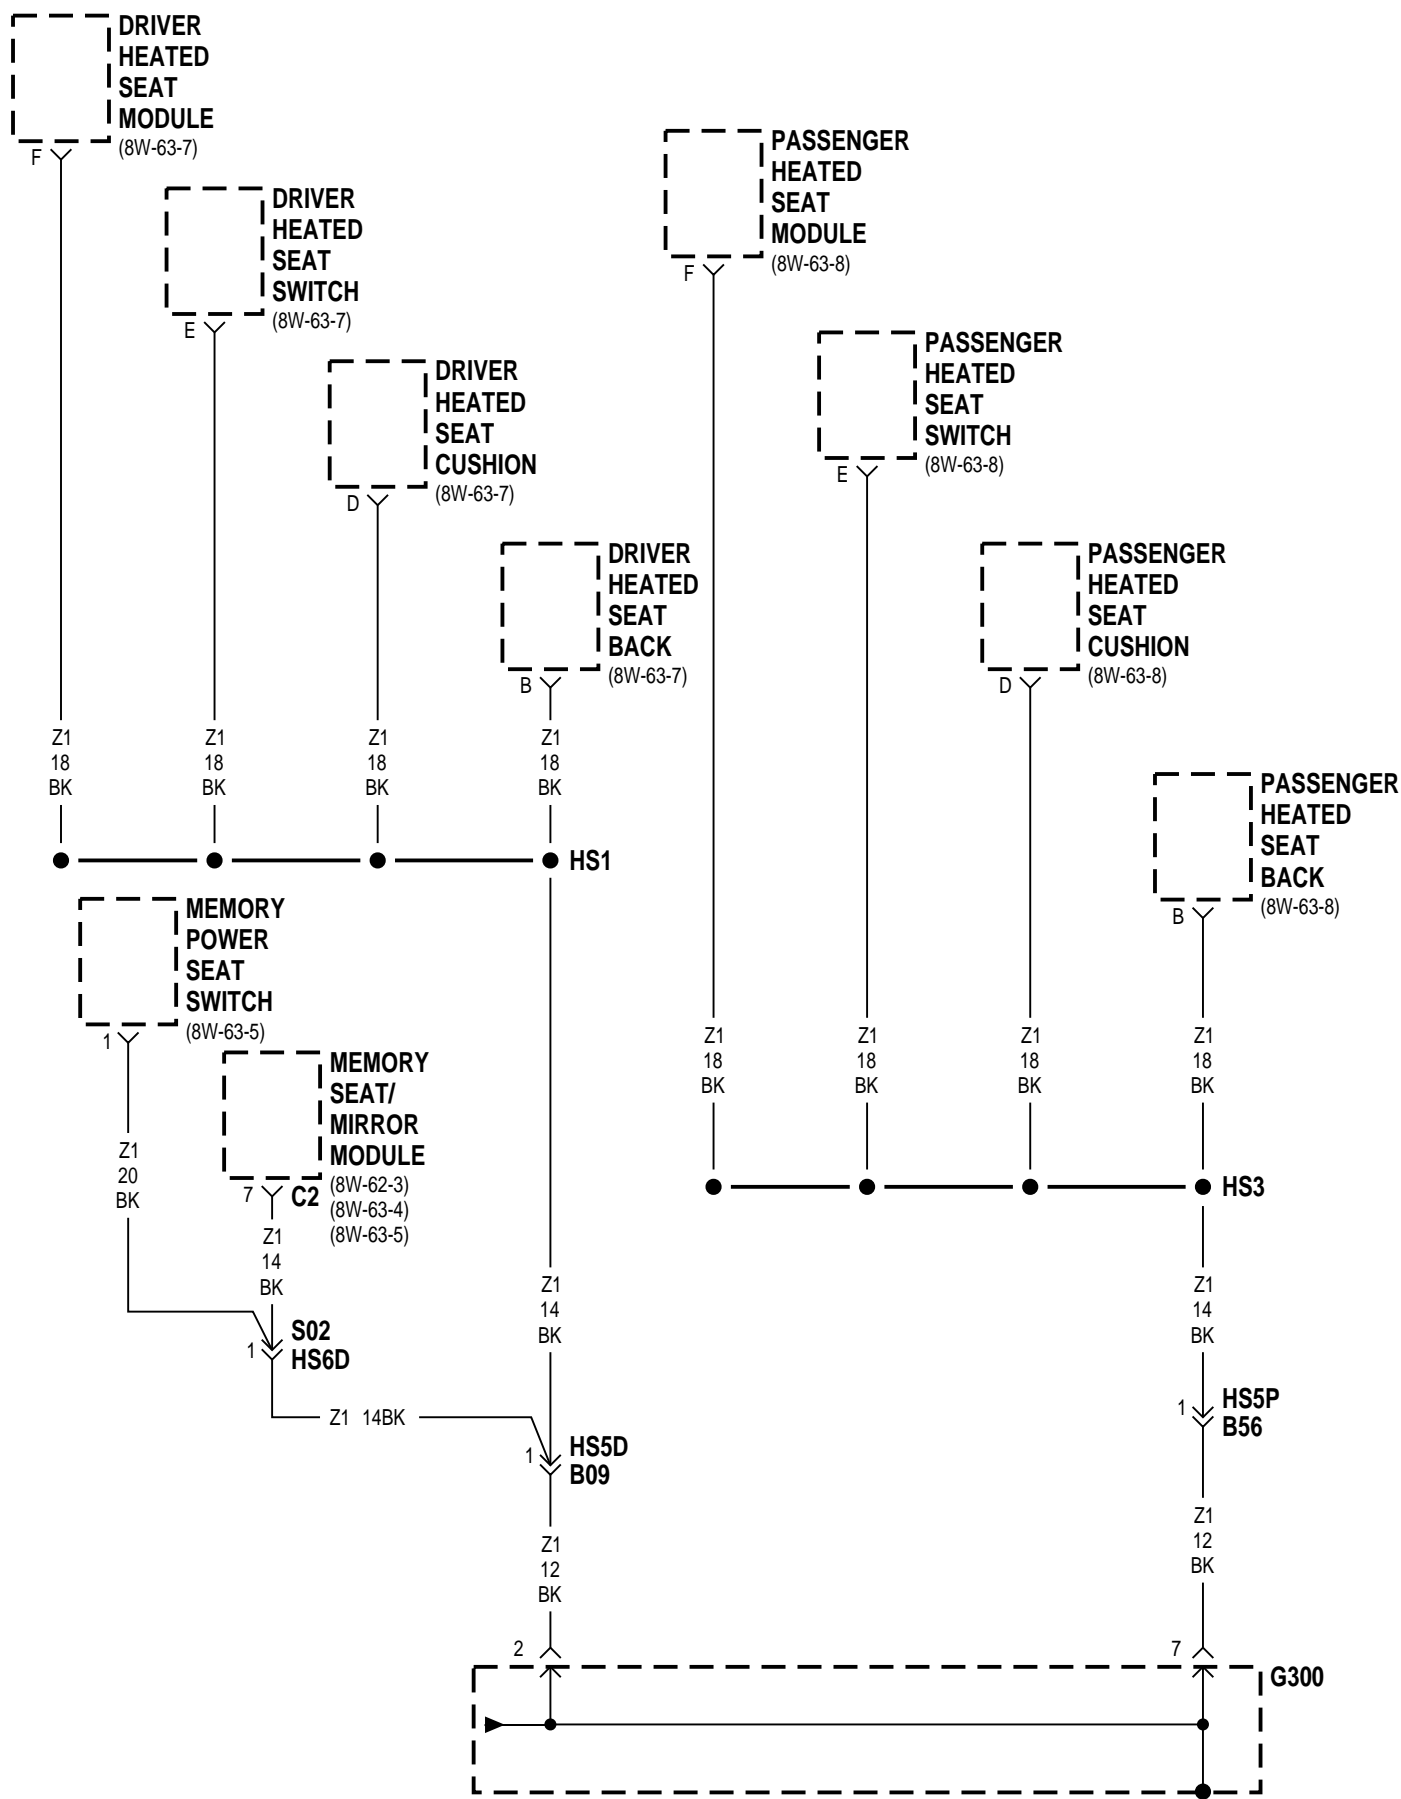 DRIVER
HEATED
SEAT
MODULE
(8W-63-7)
F
DRIVER
HEATED
SEAT
SWITCH
(8W-63-7)
E
DRIVER
HEATED
SEAT
CUSHION
(8W-63-7)
D
DRIVER
HEATED
SEAT
BACK
(8W-63-7)
B
PASSENGER
HEATED
SEAT
MODULE
(8W-63-8)
F
PASSENGER
HEATED
SEAT
SWITCH
(8W-63-8)
E
PASSENGER
HEATED
SEAT
CUSHION
(8W-63-8)
D
PASSENGER
HEATED
SEAT
BACK
(8W-63-8)
B
Z1
18
BK
Z1
18
BK
Z1
18
BK
Z1
18
BK
HS1
MEMORY
POWER
SEAT
SWITCH
(8W-63-5)
1
Z1
20
BK
MEMORY
SEAT/
MIRROR
MODULE
(8W-62-3)
(8W-63-4)
(8W-63-5)
7
C2
Z1
14
BK
1
S02
HS6D
Z1 14BK
Z1
14
BK
1
HS5D
B09
Z1
12
BK
2
Z1
18
BK
Z1
18
BK
Z1
18
BK
Z1
18
BK
HS3
Z1
14
BK
1
HS5P
B56
Z1
12
BK
7
G300